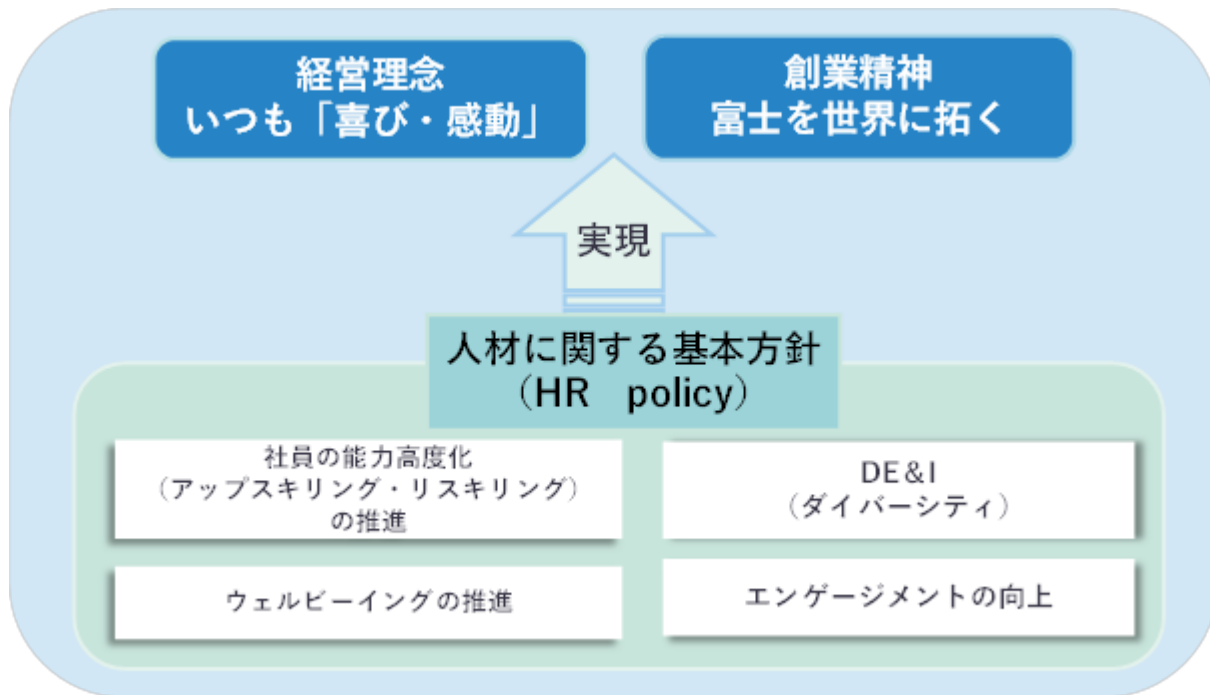 経営理念
いつも「喜び・感動」
創業精神
富士を世界に拓く
実現
人材に関する基本方針
（HR　policy）
社員の能力高度化
（アップスキリング・リスキリング）
の推進
DE＆I
（ダイバーシティ）
ウェルビーイングの推進
エンゲージメントの向上